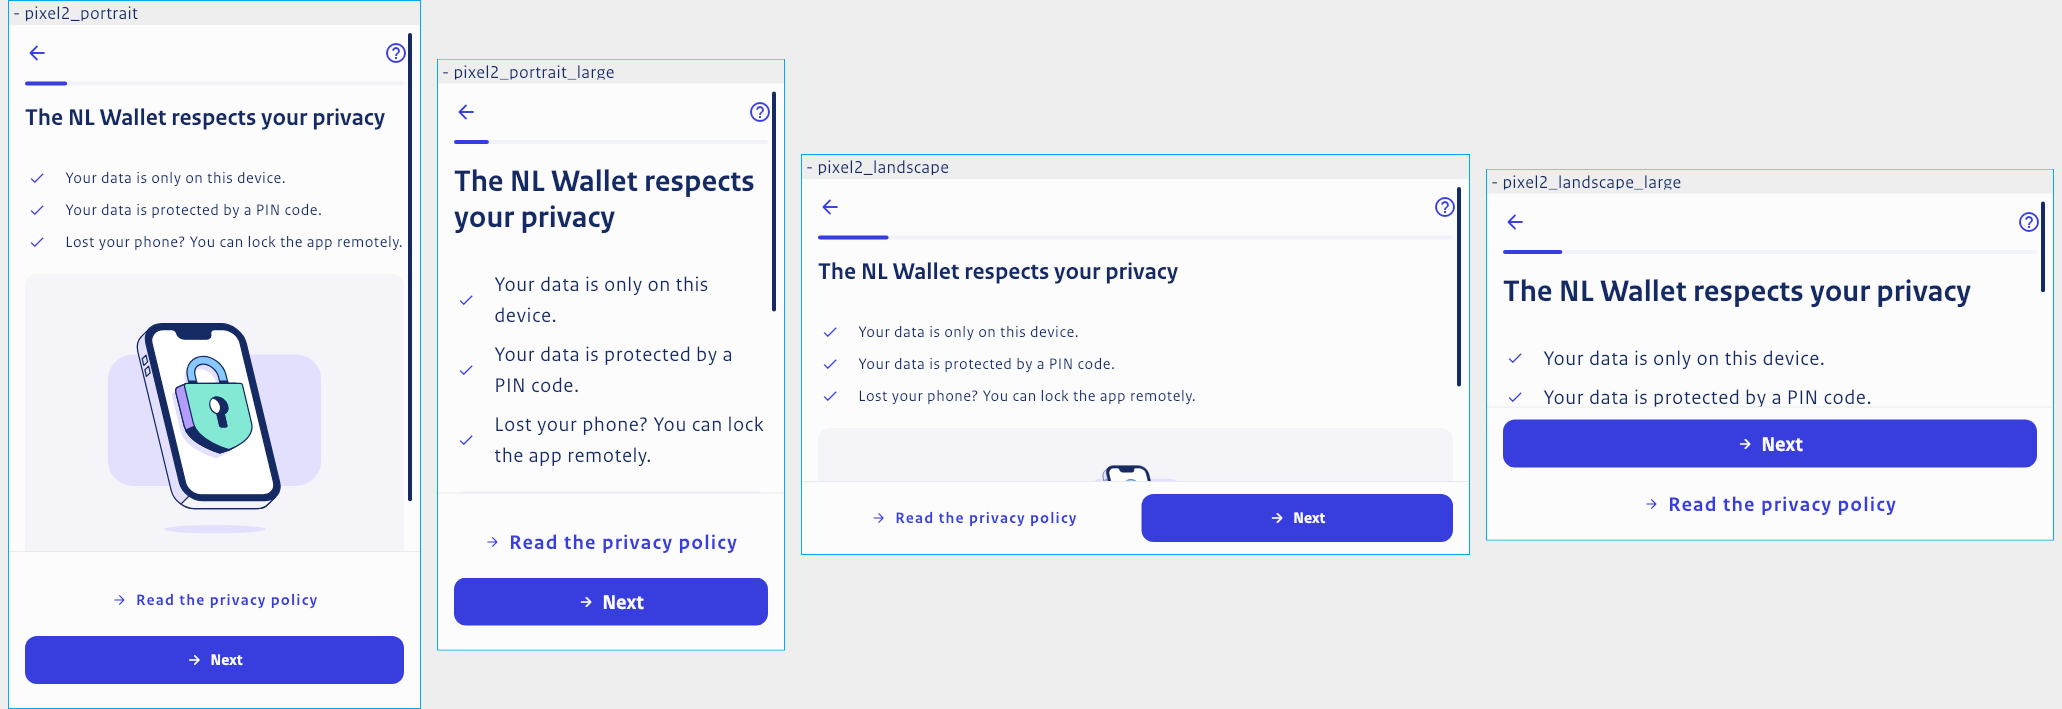 - pixel2_portrait
The NL Wallet respects your privacy
Your data is only on this device.
Your data is protected by a PIN code.
Lost your phone? You can lock the app remotely.
Read the privacy policy
Next
- pixel2_portrait_large
The NL Wallet respects
your privacy
Your data is only on this
device.
Your data is protected by a
PIN code.
Lost your phone? You can lock
the app remotely.
Read the privacy policy
Next
- pixel2_landscape
The NL Wallet respects your privacy
Your data is only on this device.
Your data is protected by a PIN code.
Lost your phone? You can lock the app remotely.
Read the privacy policy
Next
- pixel2_landscape_large
The NL Wallet respects your privacy
Your data is only on this device.
Your data is protected by a PIN code.
Next
Read the privacy policy